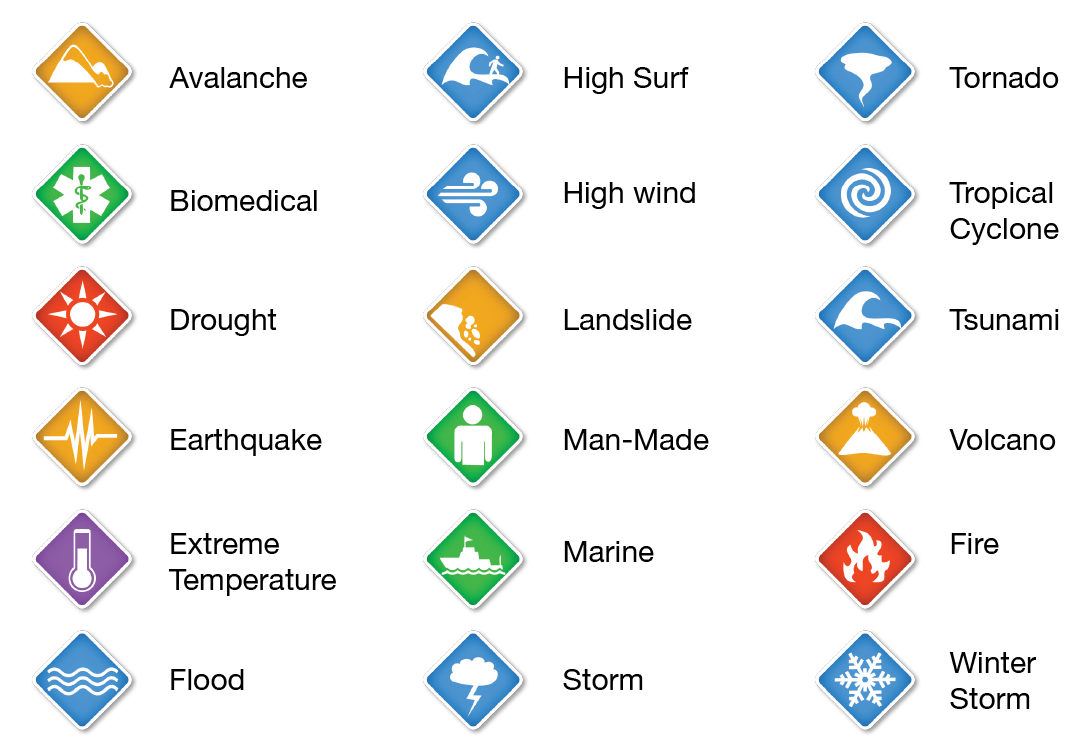 Avalanche
Biomedical
Drought
Earthquake
Extreme
Temperature
Flood
High Surf
High wind
Landslide
Man-Made
Marine
Storm
Tornado
Tropical
Cyclone
Tsunami
Volcano
Fire
Winter
Storm